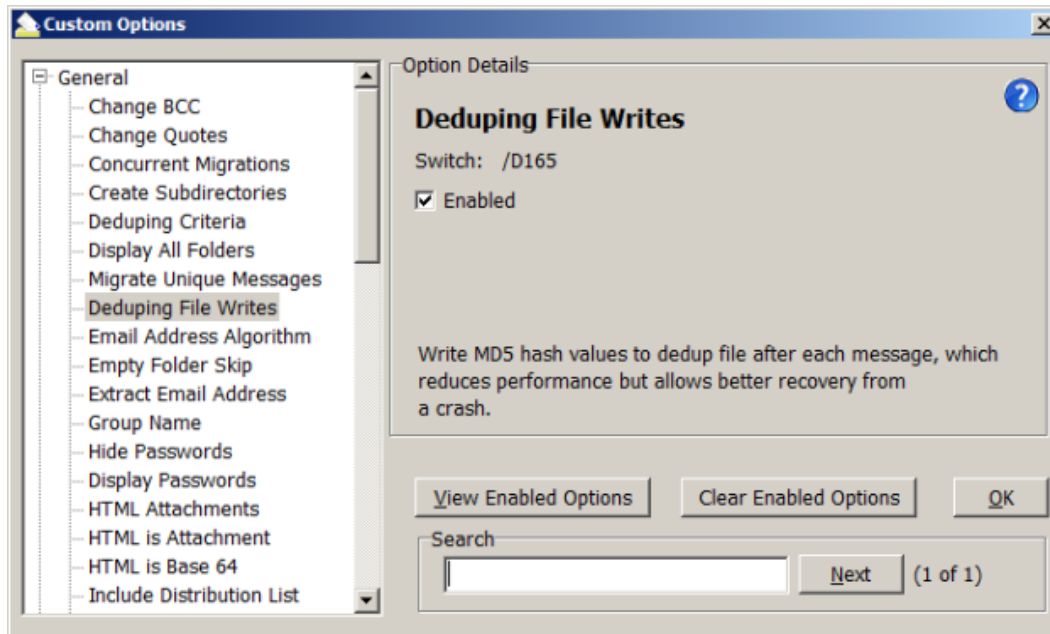 Custom Options
General
Change BCC
Change Quotes
Concurrent Migrations
Create Subdirectories
Deduping Criteria
Display All Folders
Migrate Unique Messages
Deduping File Writes
Email Address Algorithm
Empty Folder Skip
Extract Email Address
Group Name
Hide Passwords
Display Passwords
HTML Attachments
HTML is Attachment
HTML is Base 64
Include Distribution List
Option Details
Deduping File Writes
Switch: /D165
Enabled
Write MD5 hash values to dedup file after each message, which
reduces performance but allows better recovery from
a crash.
View Enabled Options Clear Enabled Options OK
Search
Next (1 of 1)